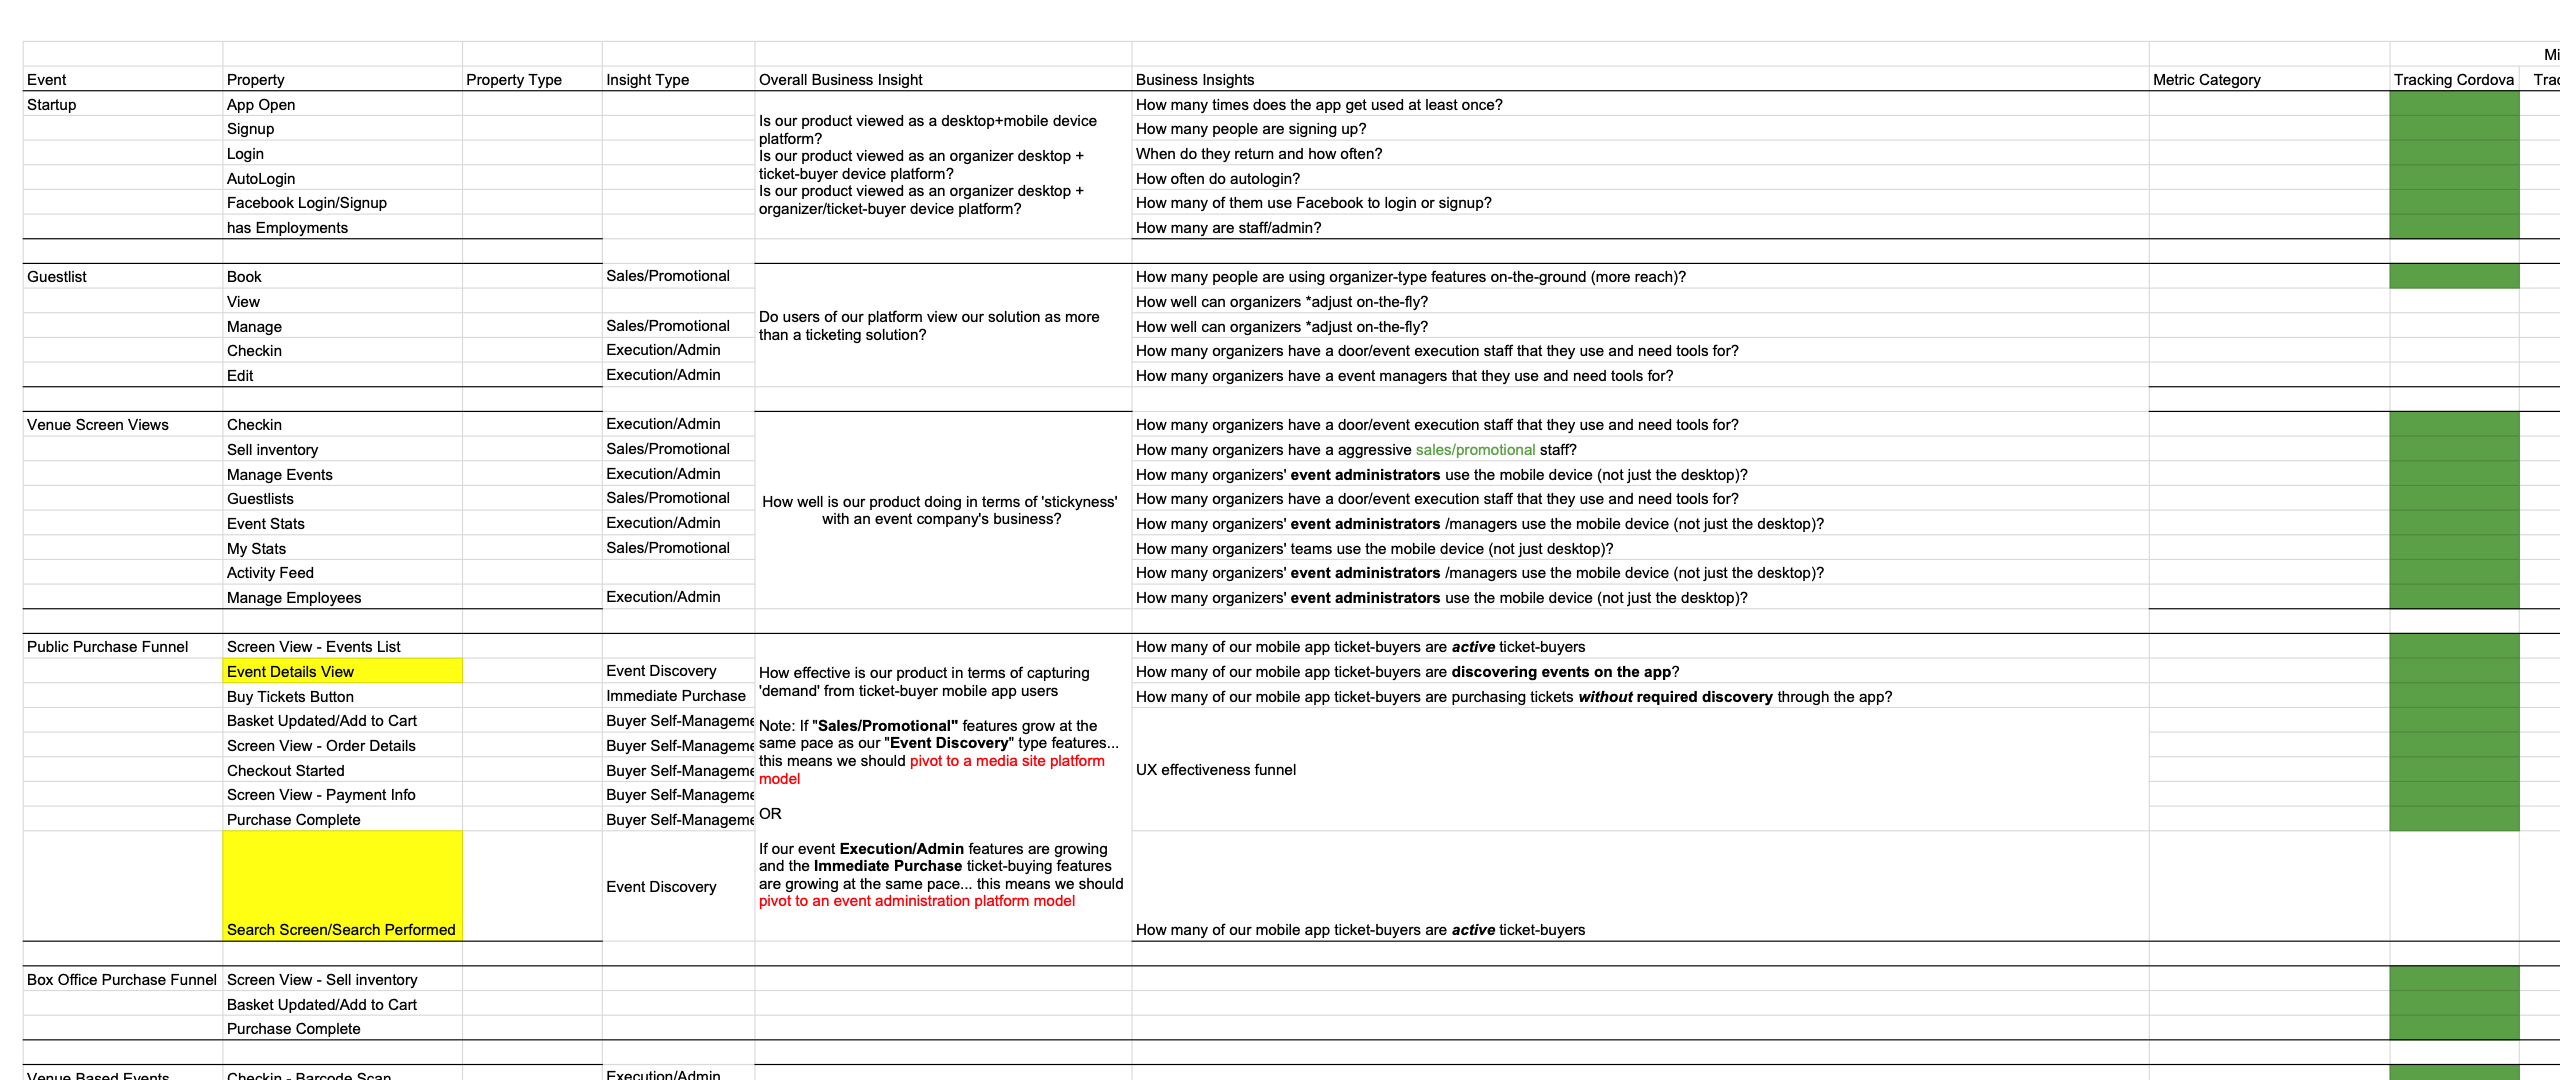 Mi
Event Property Property Type Insight Type Overall Business Insight Business Insights Metric Category Tracking Cordova Trac
Startup App Open How many times does the app get used at least once?
Is our product viewed as a desktop+mobile device
platform?
Is our product viewed as an organizer desktop +
ticket-buyer device platform?
Is our product viewed as an organizer desktop +
organizer/ticket-buyer device platform?
Signup How many people are signing up?
Login When do they return and how often?
AutoLogin How often do autologin?
Facebook Login/Signup How many of them use Facebook to login or signup?
has Employments How many are staff/admin?
Guestlist Book Sales/Promotional How many people are using organizer-type features on-the-ground (more reach)?
View How well can organizers *adjust on-the-fly?
Do users of our platform view our solution as more
than a ticketing solution?
Manage Sales/Promotional How well can organizers *adjust on-the-fly?
Checkin Execution/Admin How many organizers have a door/event execution staff that they use and need tools for?
Edit Execution/Admin How many organizers have a event managers that they use and need tools for?
Venue Screen Views Checkin Execution/Admin How many organizers have a door/event execution staff that they use and need tools for?
Sell inventory Sales/Promotional How many organizers have a aggressive sales/promotional staff?
Manage Events Execution/Admin How many organizers' event administrators use the mobile device (not just the desktop)?
Guestlists Sales/Promotional How many organizers have a door/event execution staff that they use and need tools for?
How well is our product doing in terms of 'stickyness'
with an event company's business?
Event Stats Execution/Admin How many organizers' event administrators /managers use the mobile device (not just the desktop)?
My Stats Sales/Promotional How many organizers' teams use the mobile device (not just desktop)?
Activity Feed How many organizers' event administrators /managers use the mobile device (not just the desktop)?
Manage Employees Execution/Admin How many organizers' event administrators use the mobile device (not just the desktop)?
Public Purchase Funnel Screen View - Events List How many of our mobile app ticket-buyers are active ticket-buyers
Event Details View Event Discovery How many of our mobile app ticket-buyers are discovering events on the app?
Buy Tickets Button Immediate Purchase How many of our mobile app ticket-buyers are purchasing tickets without required discovery through the app?
How effective is our product in terms of capturing
'demand' from ticket-buyer mobile app users
Note: If "Sales/Promotional" features grow at the
same pace as our "Event Discovery" type features...
this means we should pivot to a media site platform
model
OR
If our event Execution/Admin features are growing
and the Immediate Purchase ticket-buying features
are growing at the same pace... this means we should
pivot to an event administration platform model
Basket Updated/Add to Cart Buyer Self-Manageme
Screen View - Order Details Buyer Self-Manageme
Checkout Started Buyer Self-Manageme UX effectiveness funnel
Screen View - Payment Info Buyer Self-Manageme
Purchase Complete Buyer Self-Manageme
Event Discovery
Search Screen/Search Performed How many of our mobile app ticket-buyers are active ticket-buyers
Box Office Purchase Funnel Screen View - Sell inventory
Basket Updated/Add to Cart
Purchase Complete
Venue Based Events Checkin - Barcode Scan Execution/Admin